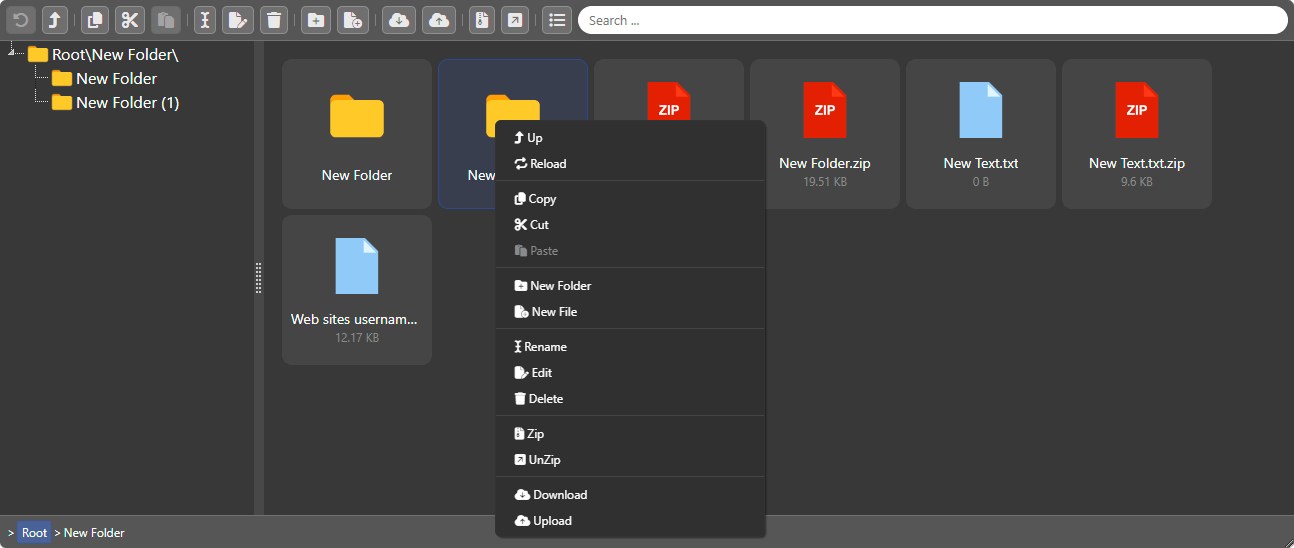 Search ...
Root\New Folder\
New Folder
New Folder (1)
New Folder
New
ZIP
ZIP
New Folder.zip
19.51 KB
New Text.txt
0 B
ZIP
New Text.txt.zip
9.6 KB
Web sites usernam...
12.17 KB
Up
Reload
Copy
Cut
Paste
New Folder
New File
Rename
Edit
Delete
Zip
UnZip
Download
Upload
> Root > New Folder